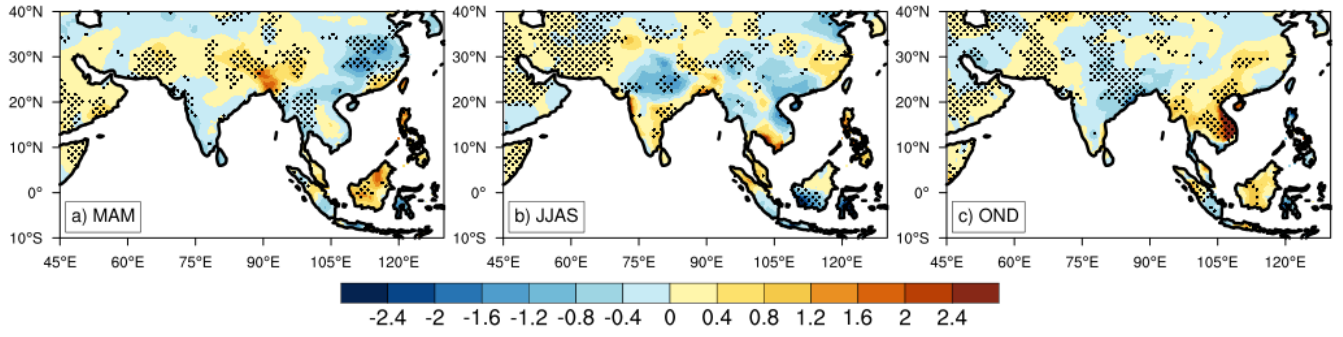 40°N 40°N 40°N
30°N 30°N 30°N
20°N 20°N 20°N
10°N 10°N 10°N
0° 0° 0°
a) MAM b) JJAS c) OND
10°S 10°S 10°S
45°E 60°E 75°E 90°E 105°E 120°E 45°E 60°E 75°E 90°E 105°E 120°E 45°E 60°E 75°E 90°E 105°E 120°E
-2.4 -2 -1.6 -1.2 -0.8 -0.4 0 0.4 0.8 1.2 1.6 2 2.4